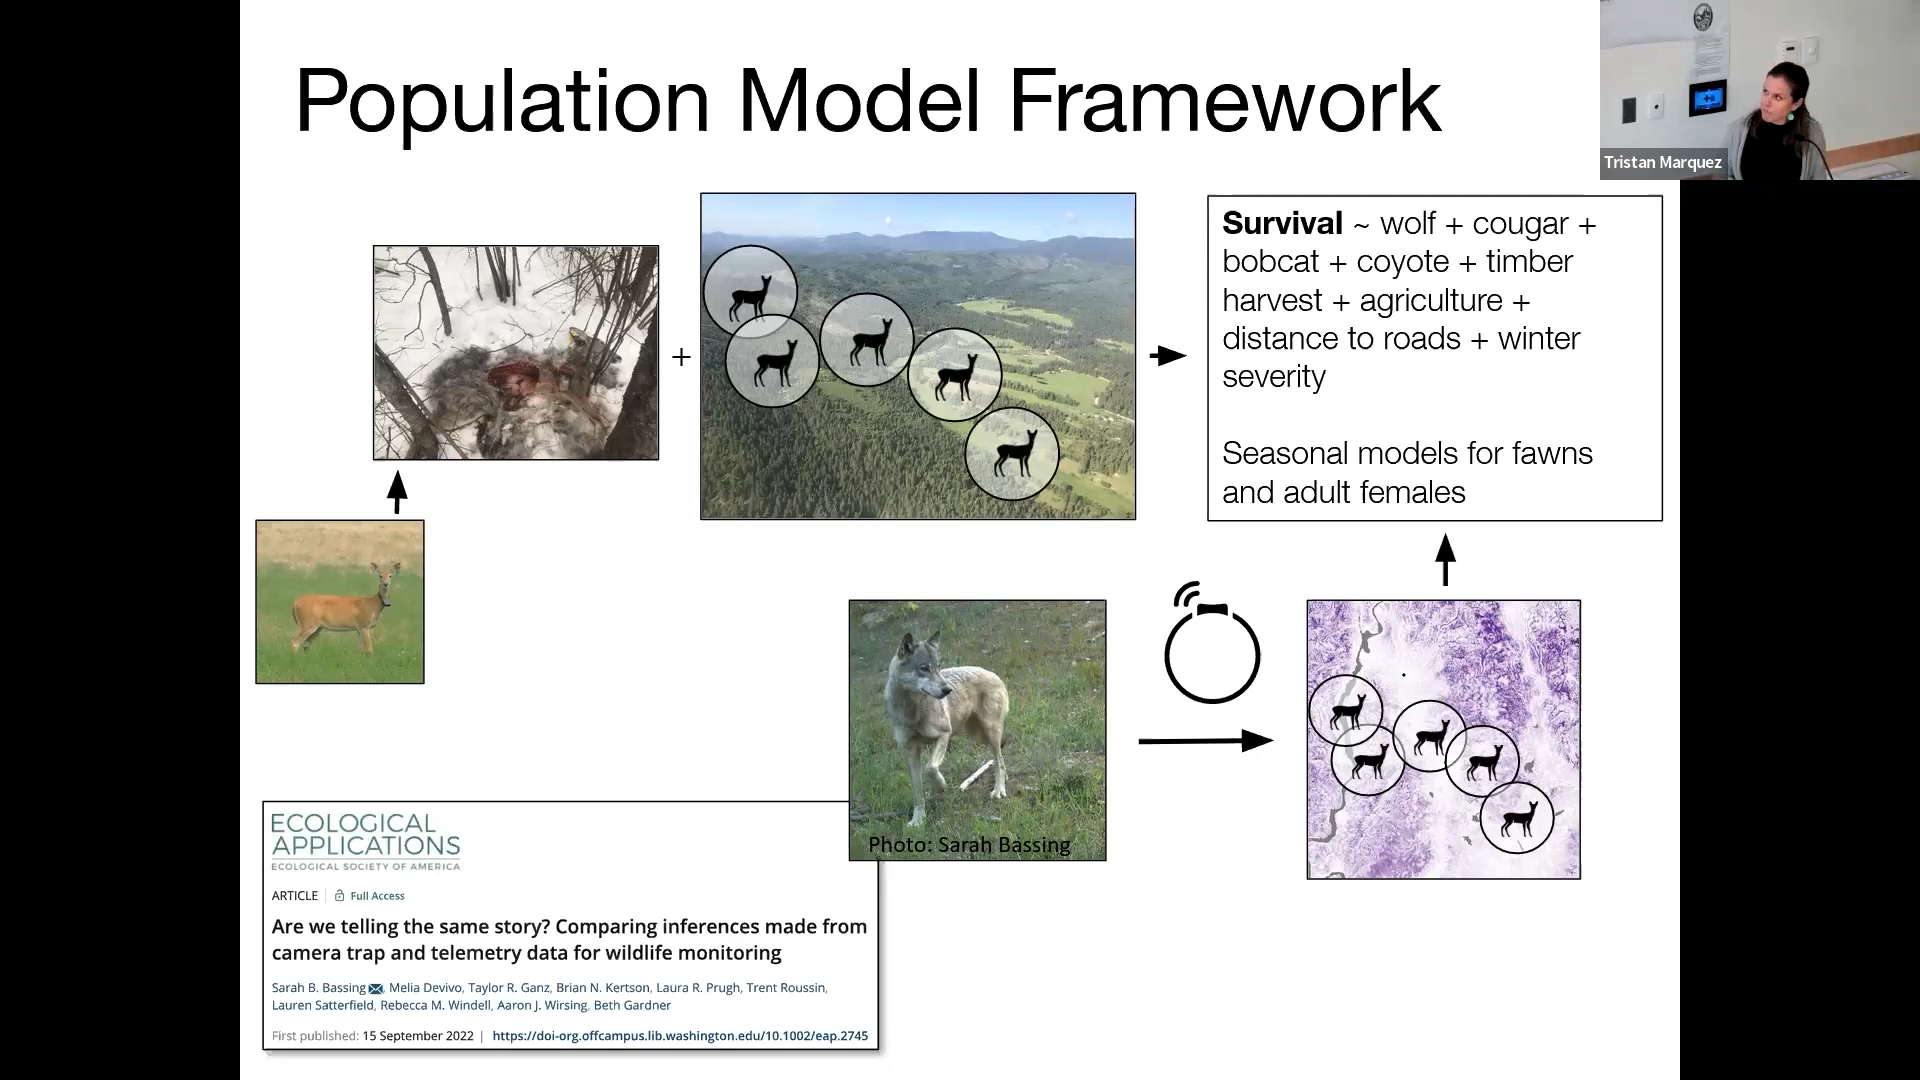 Population Model Framework
Tristan Marquez
+
Survival ~ wolf + cougar +
bobcat + coyote + timber
harvest + agriculture +
distance to roads + winter
severity
Seasonal models for fawns
and adult females
Photo: Sarah Bassing
ECOLOGICAL
APPLICATIONS
ECOLOGICAL SOCIETY OF AMERICA
ARTICLE | Full Access
Are we telling the same story? Comparing inferences made from
camera trap and telemetry data for wildlife monitoring
Sarah B. Bassing, Melia Devivo, Taylor R. Ganz, Brian N. Kertson, Laura R. Prugh, Trent Roussin,
Lauren Satterfield, Rebecca M. Windell, Aaron J. Wirsing, Beth Gardner
First published: 15 September 2022 | https://doi-org.offcampus.lib.washington.edu/10.1002/eap.2745